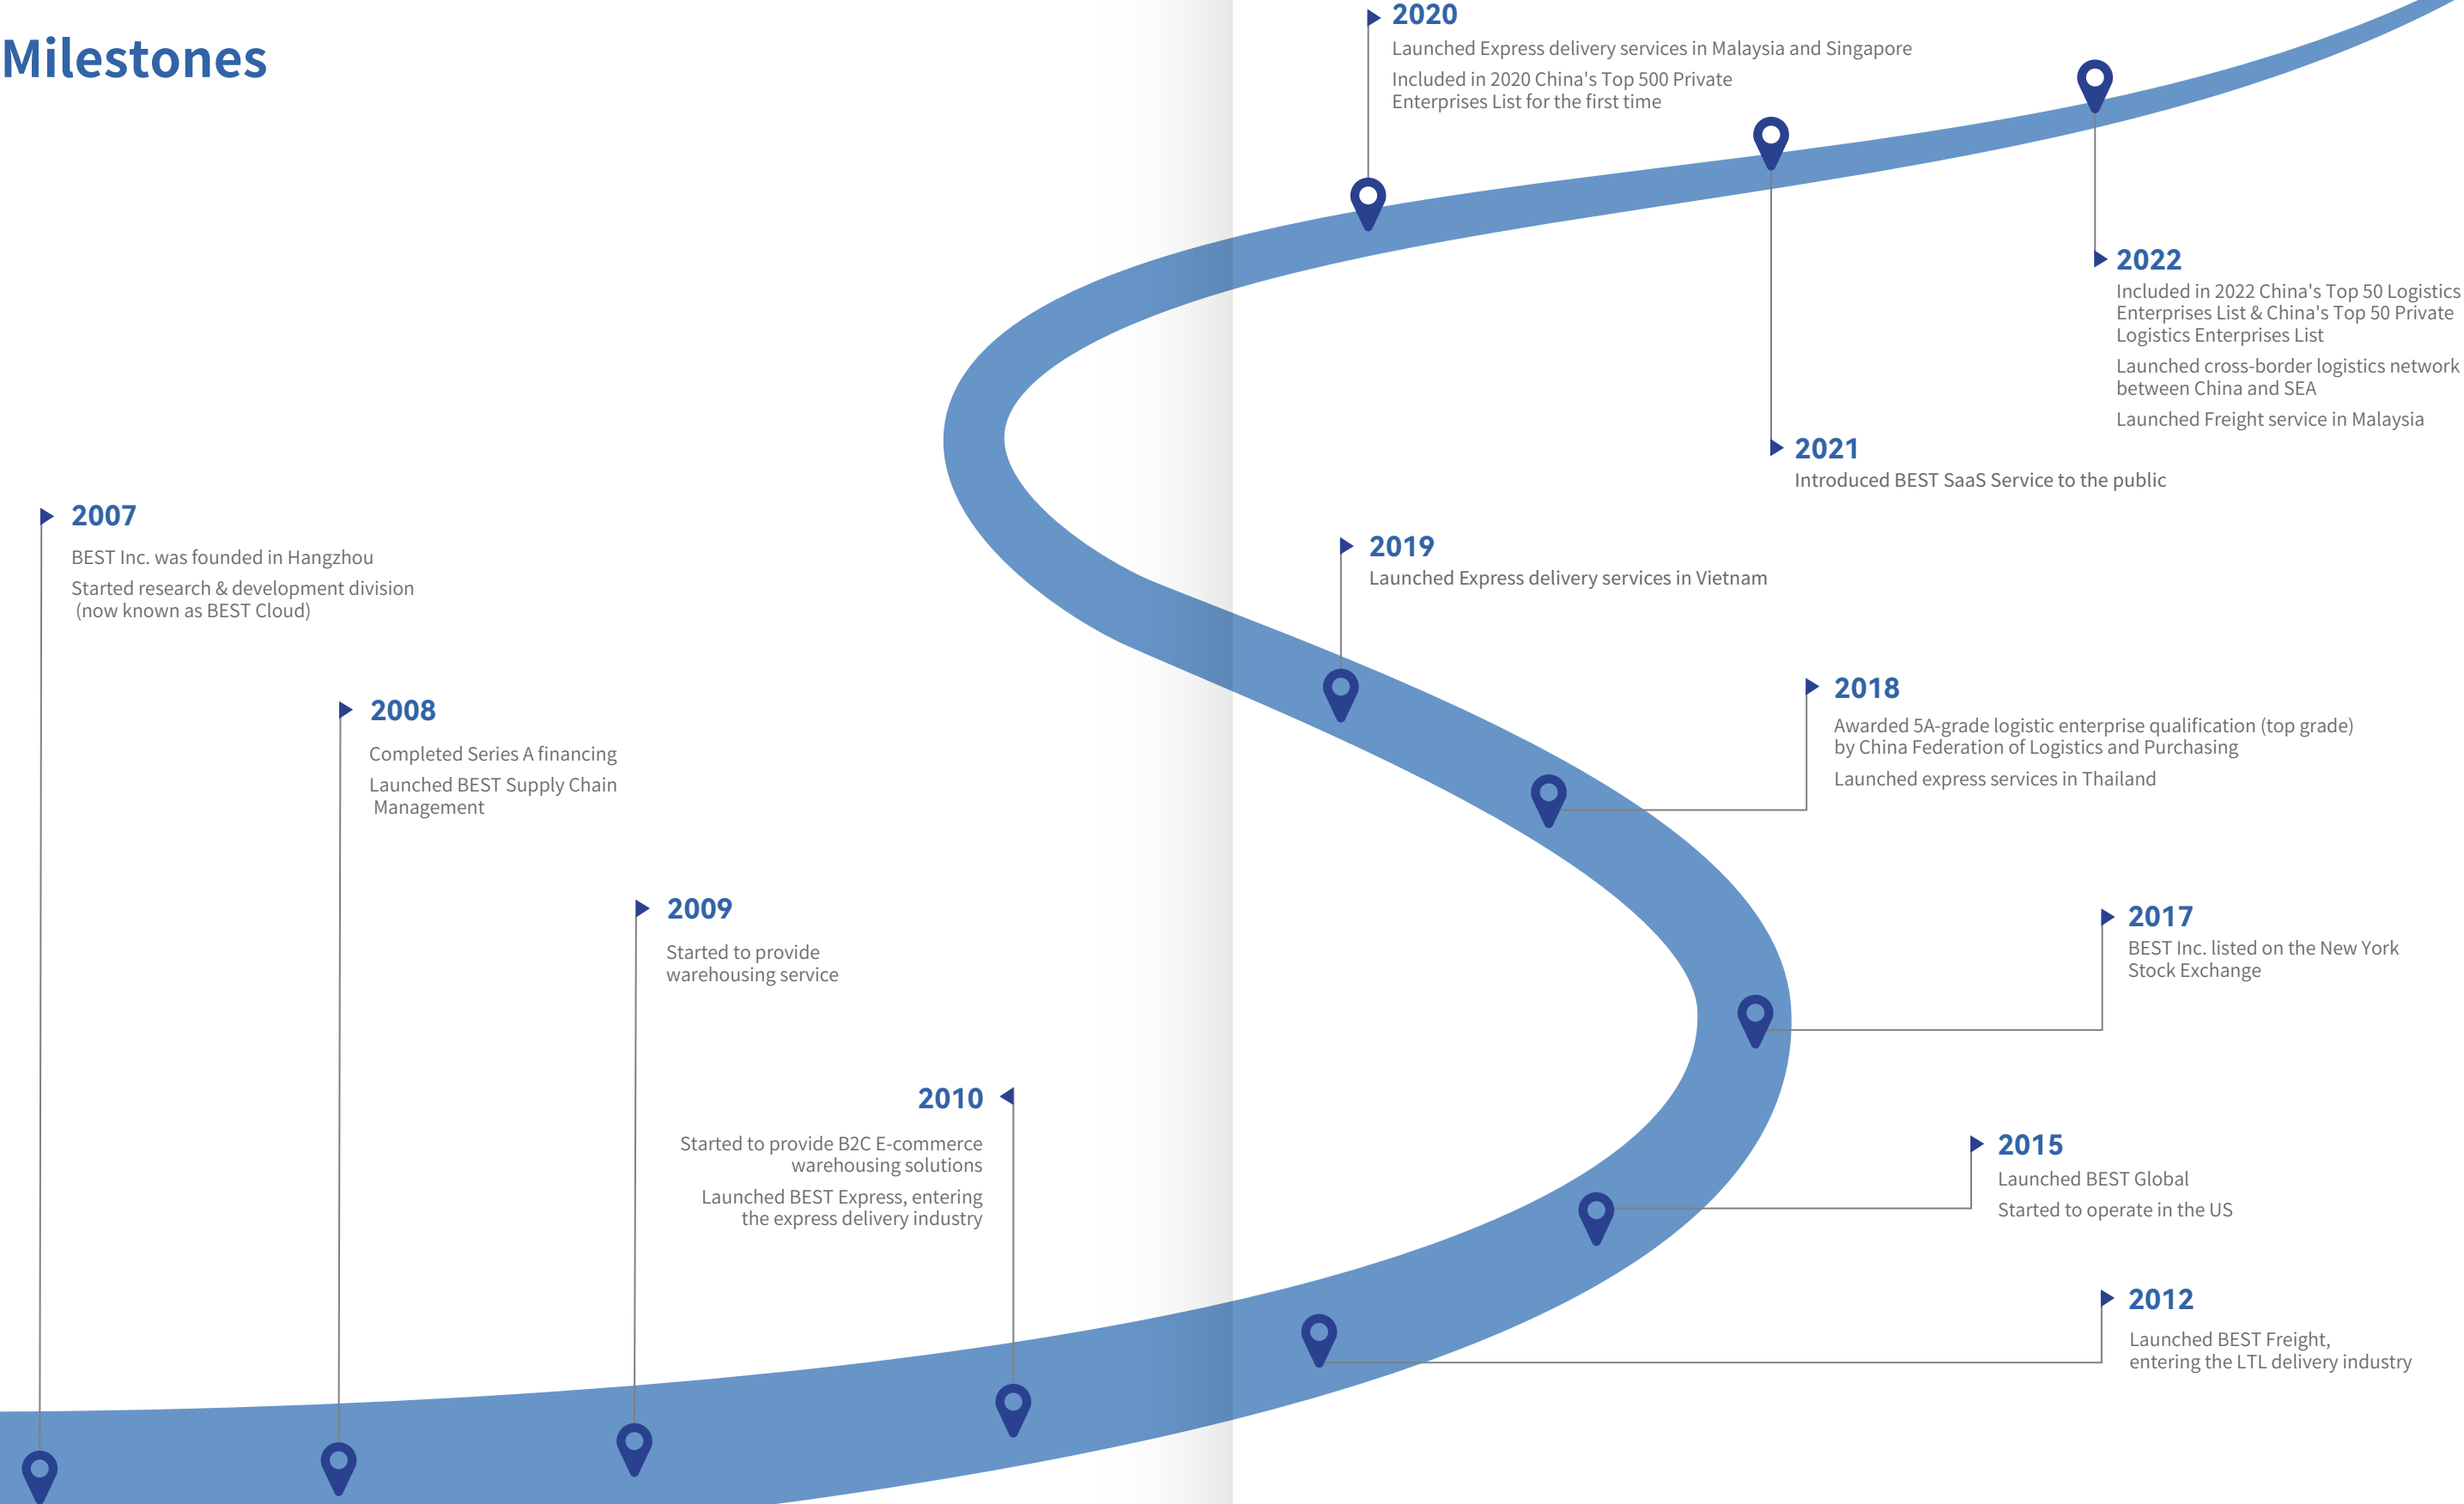 Milestones
2007
BEST Inc. was founded in Hangzhou
Started research & development division
(now known as BEST Cloud)
2008
Completed Series A financing
Launched BEST Supply Chain
Management
2009
Started to provide
warehousing service
2010
Started to provide B2C E-commerce
warehousing solutions
Launched BEST Express, entering
the express delivery industry
2012
Launched BEST Freight,
entering the LTL delivery industry
2015
Launched BEST Global
Started to operate in the US
2017
BEST Inc. listed on the New York
Stock Exchange
2018
Awarded 5A-grade logistic enterprise qualification (top grade)
by China Federation of Logistics and Purchasing
Launched express services in Thailand
2019
Launched Express delivery services in Vietnam
2020
Launched Express delivery services in Malaysia and Singapore
Included in 2020 China's Top 500 Private
Enterprises List for the first time
2021
Introduced BEST SaaS Service to the public
2022
Included in 2022 China's Top 50 Logistics
Enterprises List & China's Top 50 Private
Logistics Enterprises List
Launched cross-border logistics network
between China and SEA
Launched Freight service in Malaysia